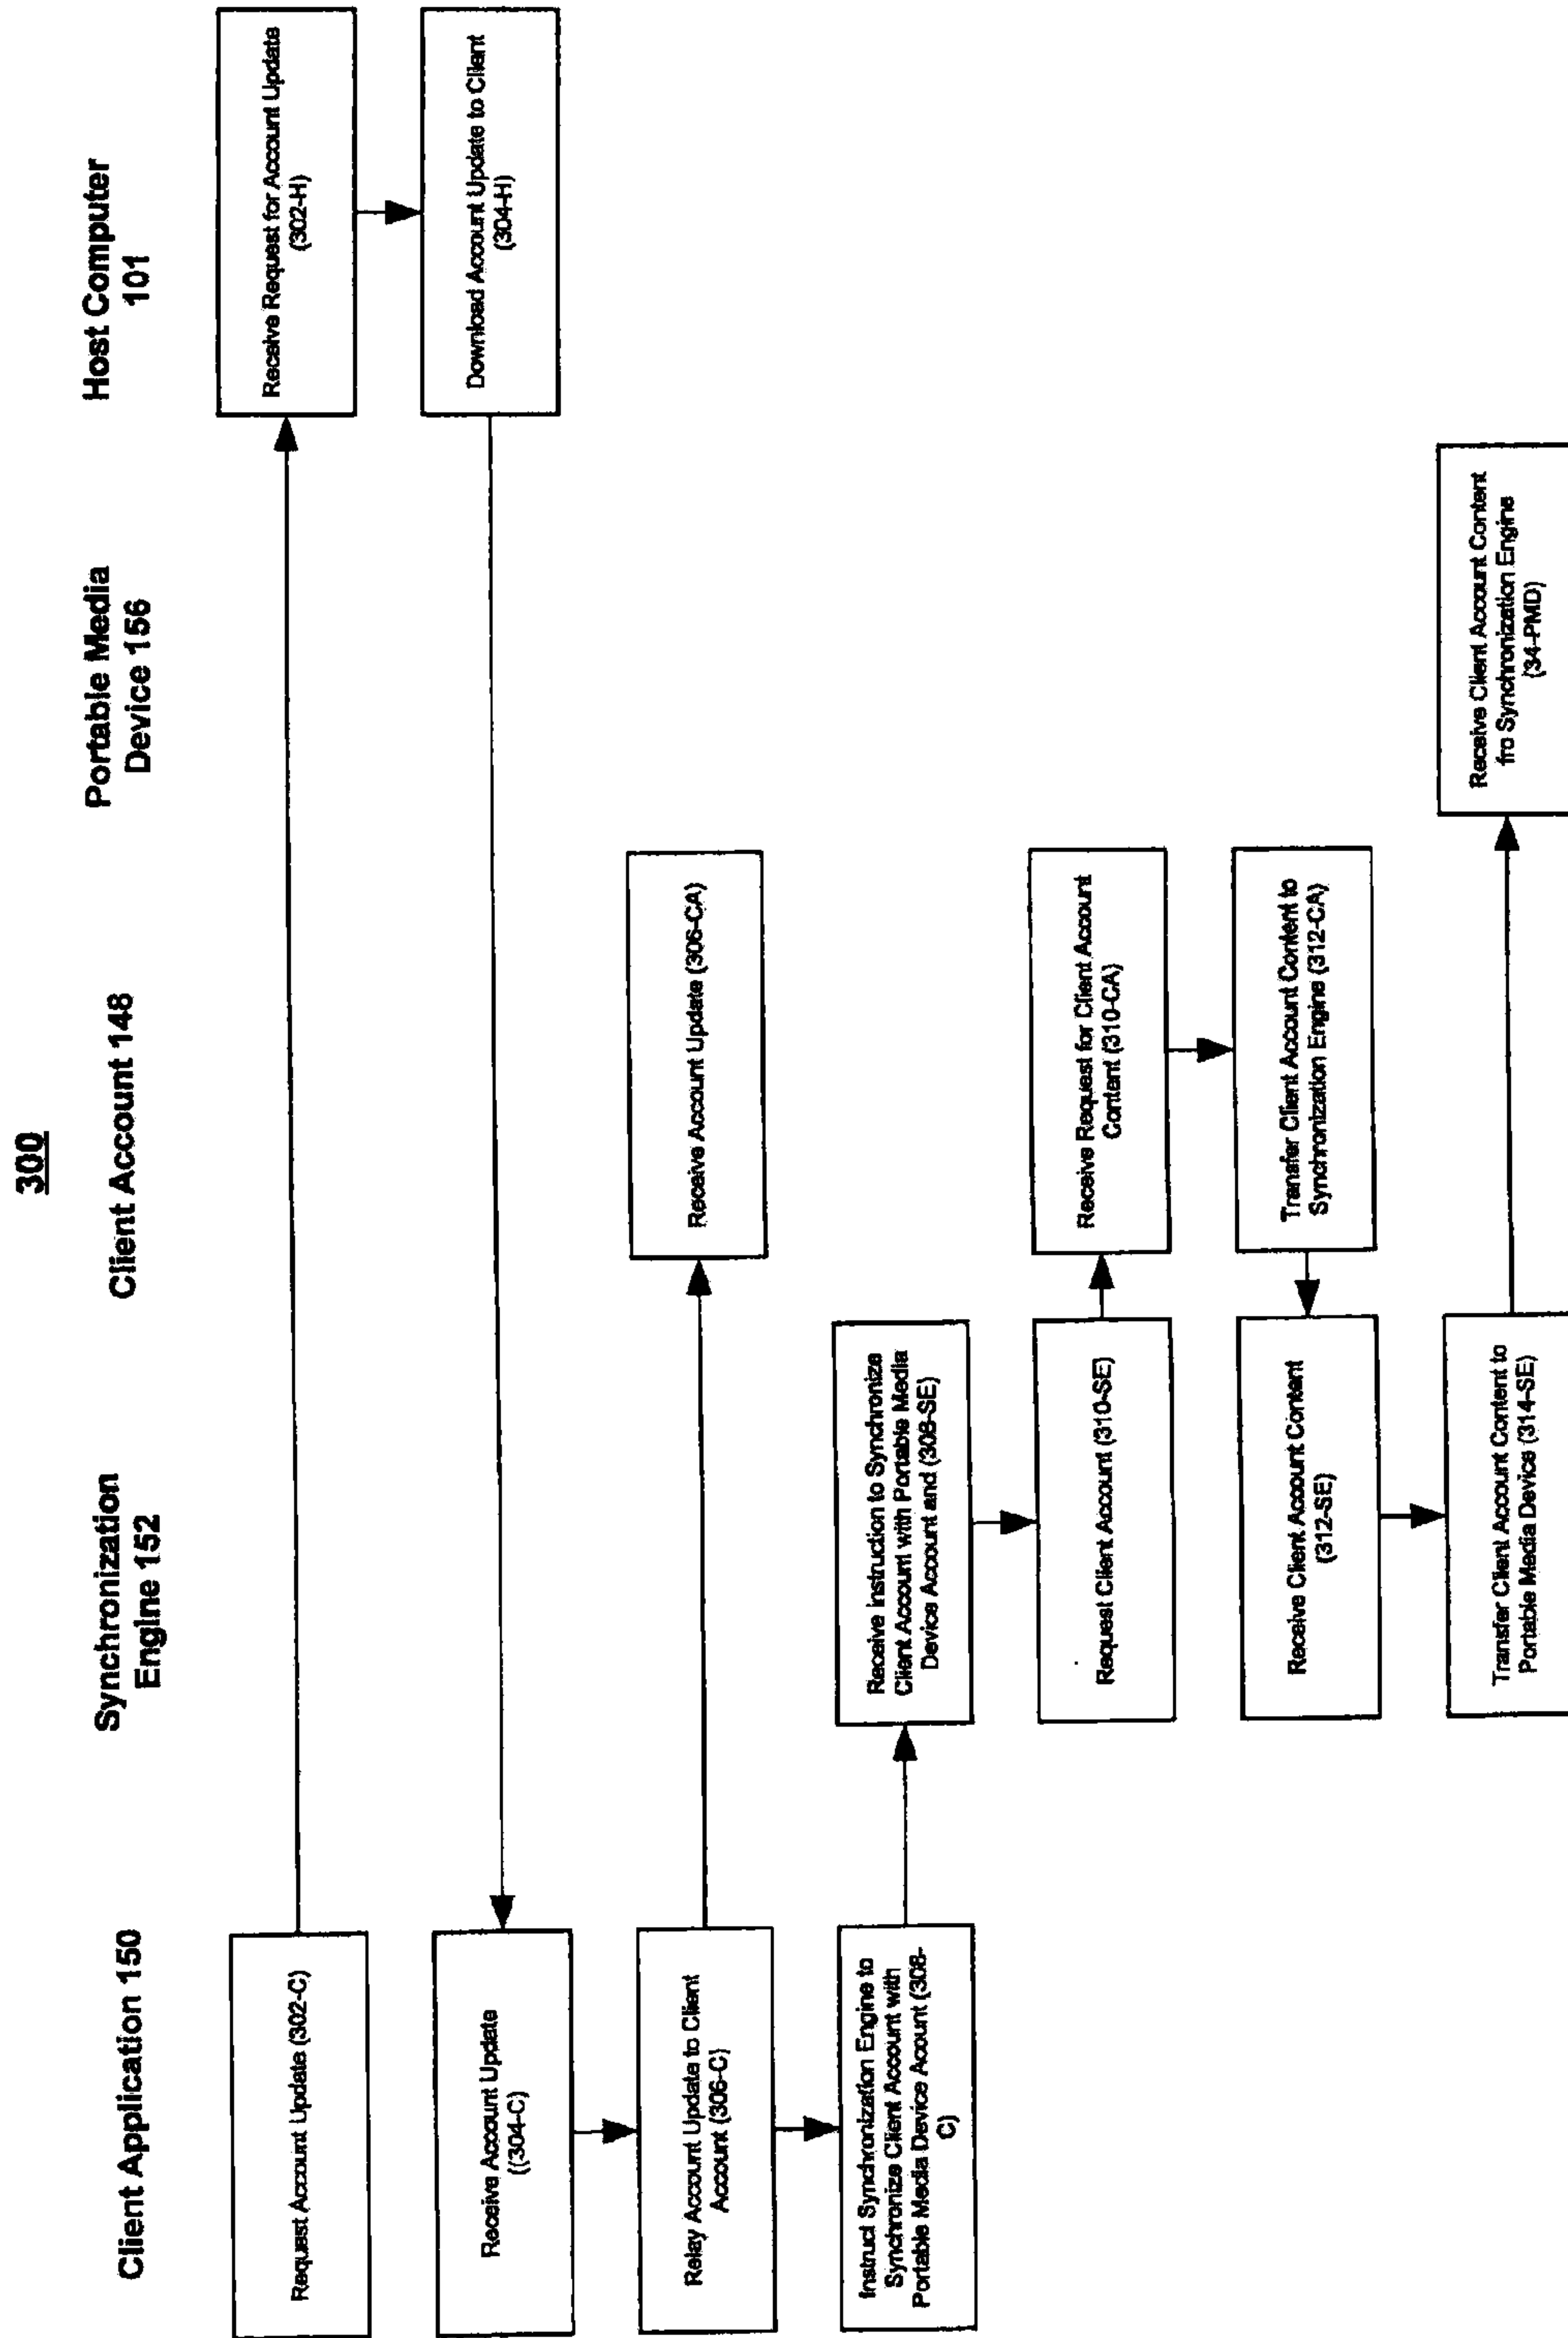 300
Client Application 150
Synchronization
Engine 152
Client Account 148
Portable Media
Device 156
Host Computer
101
Request Account Update (302-C)
Receive Request for Account Update
(302-H)
Receive Account Update
((304-C)
Download Account Update to Client
(304-H)
Relay Account Update to Client
Account (306-C)
Receive Account Update (306-CA)
Instruct Synchronization Engine to
Synchronize Client Account with
Portable Media Device Acount (308-
C)
Receive Instruction to Synchronize
Client Account with Portable Media
Device Account and (308-SE)
Request Client Account (310-SE)
Receive Request for Client Account
Content (310-CA)
Receive Client Account Content
(312-SE)
Transfer Client Account Content to
Synchronization Engine (312-CA)
Transfer Client Account Content to
Portable Media Device (314-SE)
Receive Client Account Content
fro Synchronization Engine
(34-PMD)